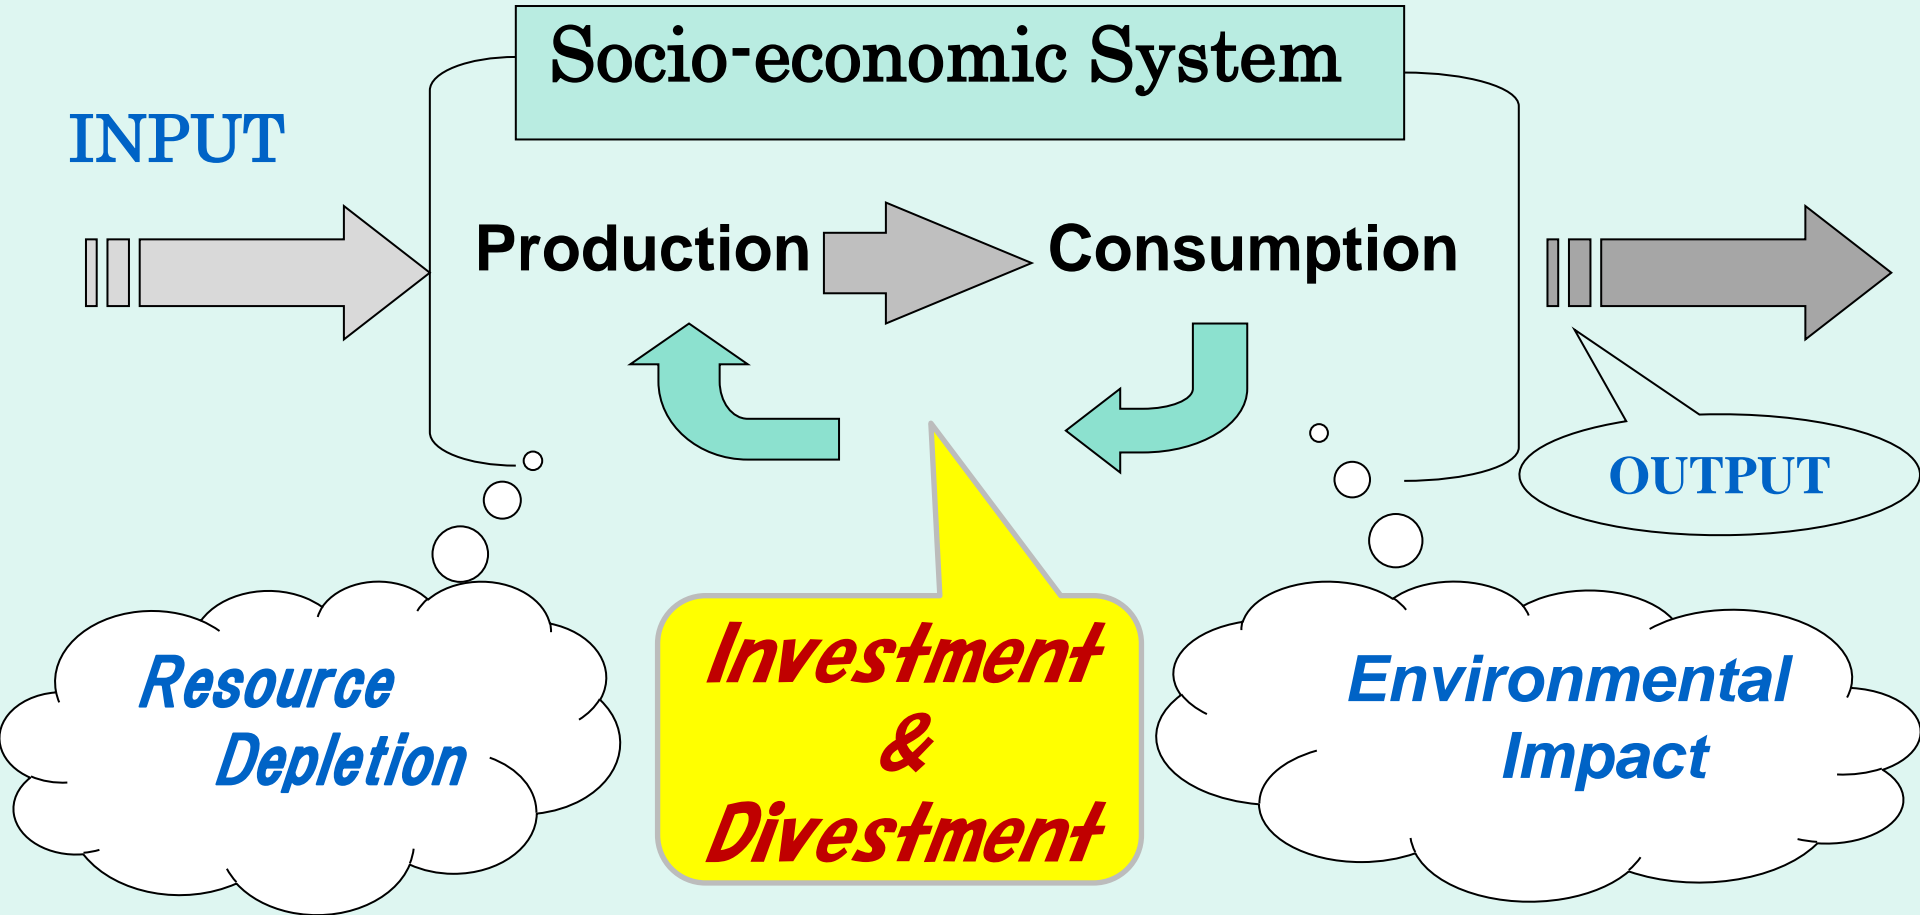 Socio-economic System
INPUT
Production
Consumption
OUTPUT
Resource
Depletion
Investment
&
Divestment
Environmental
Impact